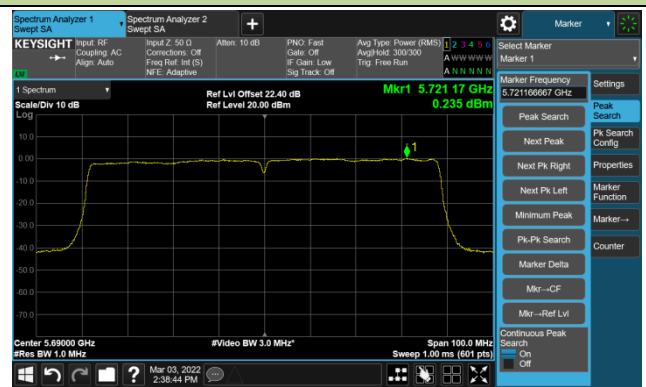 Spectrum Analyzer 1
Swept SA
Spectrum Analyzer 2
Swept SA
+
Marker
KEYSIGHT
Input: RF
Coupling: AC
Align: Auto
Input Z: 50 Ω
Corrections: Off
Freq Ref: Int (S)
NFE: Adaptive
Atten: 10 dB
PNO: Fast
Gate: Off
IF Gain: Low
Sig Track: Off
Avg Type: Power (RMS)
Avg|Hold: 300/300
Trig: Free Run
1 2 3 4 5 6
A W W W W W
A N N N N N
LV
Select Marker
Marker 1
1 Spectrum
Scale/Div 10 dB
Log
Ref Lvl Offset 22.40 dB
Ref Level 20.00 dBm
Mkr1 5.721 17 GHz
0.235 dBm
10.0
0.00
-10.0
-20.0
-30.0
-40.0
-50.0
-60.0
-70.0
1
Center 5.69000 GHz
#Res BW 1.0 MHz
#Video BW 3.0 MHz*
Span 100.0 MHz
Sweep 1.00 ms (601 pts)
Marker Frequency
5.721166667 GHz
Peak Search
Next Peak
Next Pk Right
Next Pk Left
Minimum Peak
Pk-Pk Search
Marker Delta
Mkr→CF
Mkr→Ref Lvl
Continuous Peak
Search
On
Off
Settings
Peak
Search
Pk Search
Config
Properties
Marker
Function
Marker→
Counter
?
Mar 03, 2022
2:38:44 PM